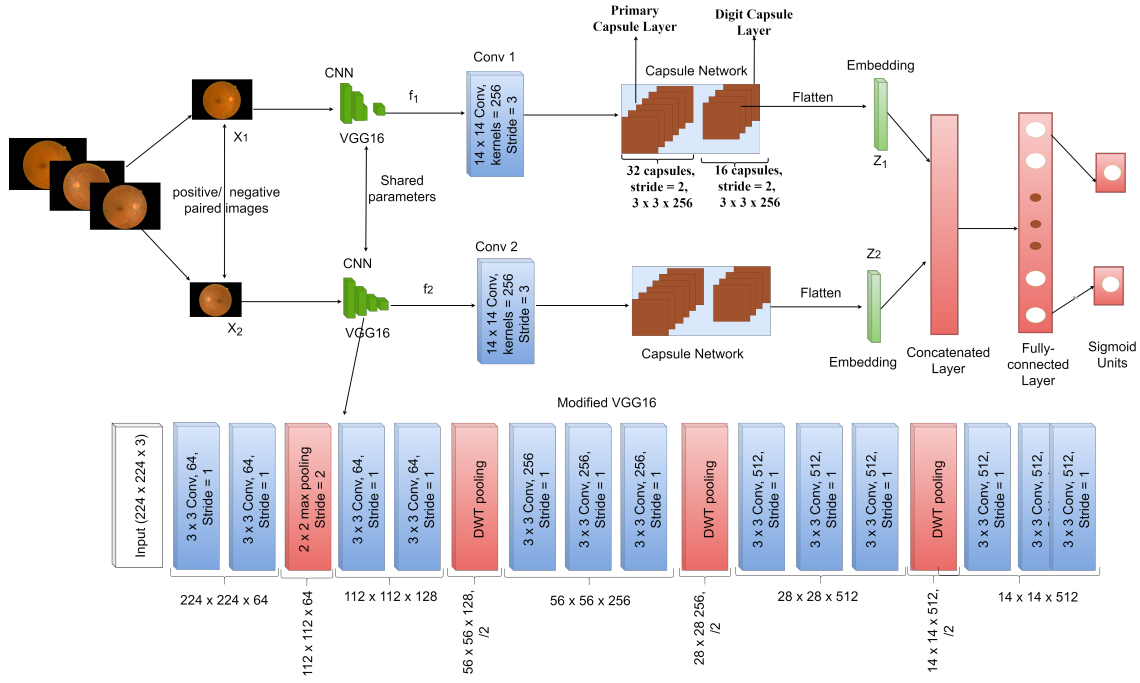 Primary
Capsule Layer
Digit Capsule
Layer
Conv 1
CNN
VGG16
f1
14 x 14 Conv,
kernels = 256
Stride = 3
Capsule Network
Flatten
Embedding
Z1
X1
positive/ negative
paired images
Shared
parameters
32 capsules,
stride = 2,
3 x 3 x 256
16 capsules,
stride = 2,
3 x 3 x 256
X2
CNN
VGG16
f2
Conv 2
14 x 14 Conv,
kernels = 256
Stride = 3
Capsule Network
Flatten
Z2
Embedding
Concatenated
Layer
Fully-
connected
Layer
Sigmoid
Units
Modified VGG16
Input (224 x 224 x 3)
3 x 3 Conv, 64,
Stride = 1
3 x 3 Conv, 64,
Stride = 1
2 x 2 max pooling
Stride = 2
3 x 3 Conv, 64,
Stride = 1
3 x 3 Conv, 64,
Stride = 1
DWT pooling
3 x 3 Conv, 256
Stride = 1
3 x 3 Conv, 256,
Stride = 1
3 x 3 Conv, 256,
Stride = 1
DWT pooling
3 x 3 Conv, 512,
Stride = 1
3 x 3 Conv, 512,
Stride = 1
3 x 3 Conv, 512,
Stride = 1
DWT pooling
3 x 3 Conv, 512,
Stride = 1
3 x 3 Conv, 512,
3 x 3 Conv, 512,
Stride = 1
224 x 224 x 64
112 x 112 x 64
112 x 112 x 128
56 x 56 x 128,
/2
56 x 56 x 256
28 x 28 256,
/2
28 x 28 x 512
14 x 14 x 512,
/2
14 x 14 x 512